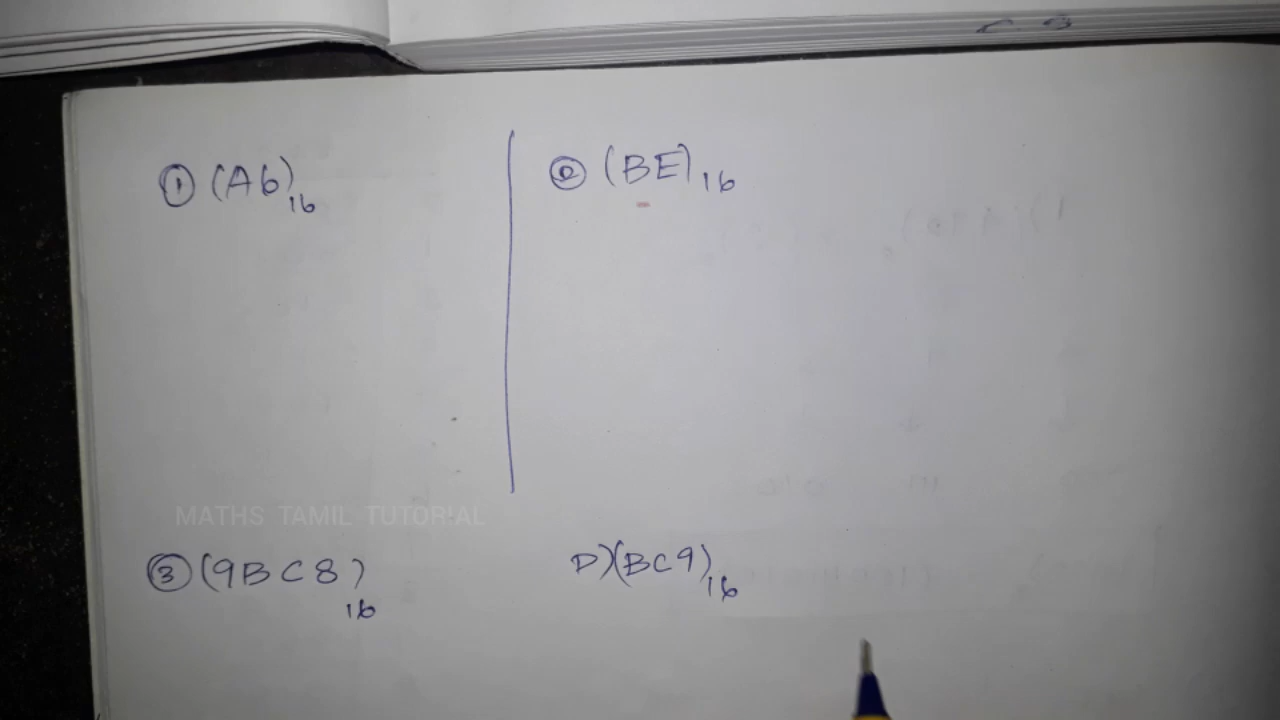 ① (A6)₁₆
② (BE)₁₆
MATHS TAMIL TUTORIAL
③ (9BC8)₁₆
D) (BC9)₁₆